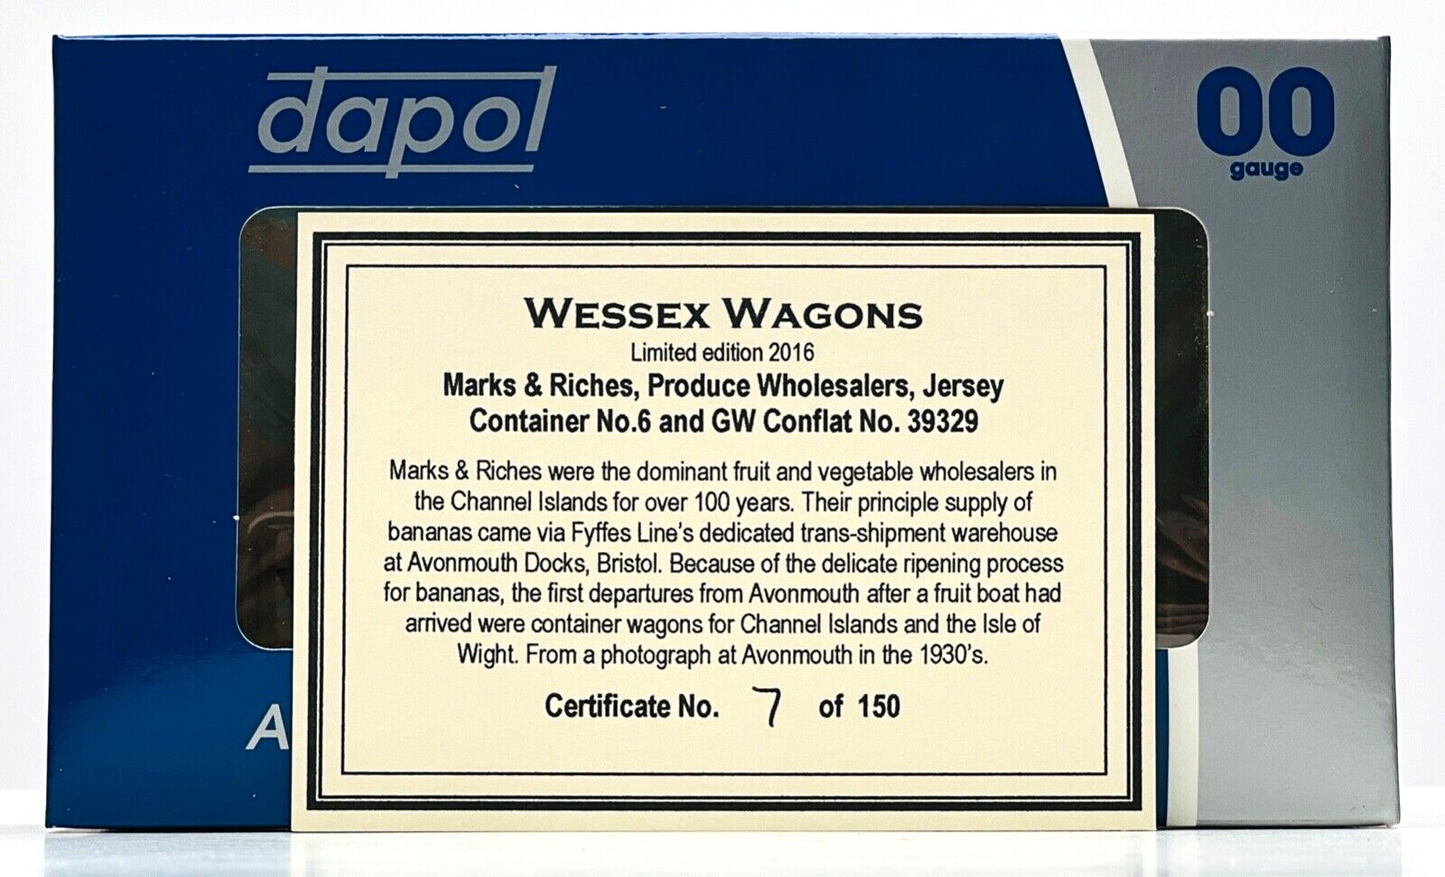 dapol
00
gauge
WESSEX WAGONS
Limited edition 2016
Marks & Riches, Produce Wholesalers, Jersey
Container No.6 and GW Conflat No. 39329
Marks & Riches were the dominant fruit and vegetable wholesalers in
the Channel Islands for over 100 years. Their principle supply of
bananas came via Fyffes Line's dedicated trans-shipment warehouse
at Avonmouth Docks, Bristol. Because of the delicate ripening process
for bananas, the first departures from Avonmouth after a fruit boat had
arrived were container wagons for Channel Islands and the Isle of
Wight. From a photograph at Avonmouth in the 1930's.
Certificate No. 7 of 150
A